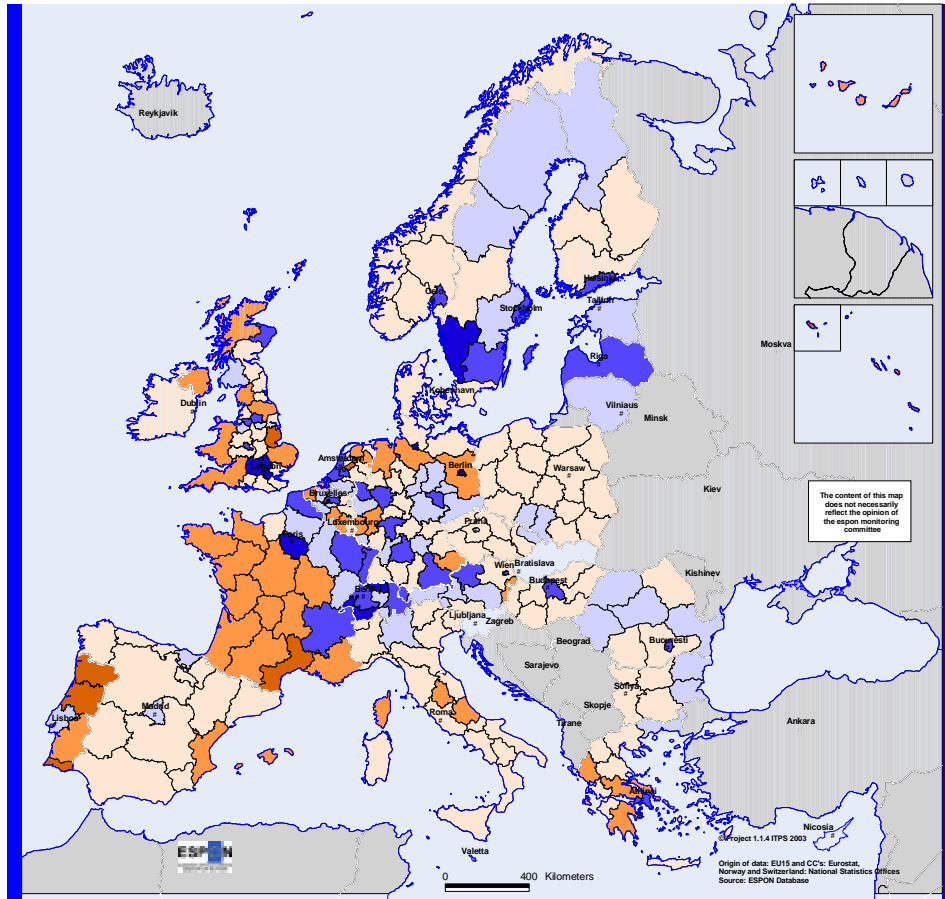 Reykjavik
Helsinki
Oslo
Stockholm
Tallinn
#
Moskva
Riga
#
Kobenhavn
Dublin
#
Vilniaus
#
Minsk
London
Amsterdam
Berlin
Warsaw
#
Bruxelles
Kiev
The content of this map
does not necessarily
reflect the opinion of
the espon monitoring
committee
Luxembourg
#
Praha
#
Paris
#
Wien
Bratislava
#
Kishinev
Bern
#
Budapest
Ljubljana
#
Zagreb
Beograd
Bucuresti
#
Sarajevo
Madrid
#
Lisboa
#
Sofiya
#
Skopje
Roma
#
Tirane
Ankara
Athinai
Nicosia
#
Valetta
ESPON
© Project 1.1.4 ITPS 2003
0 400 Kilometers
Origin of data: EU15 and CC's: Eurostat,
Norway and Switzerland: National Statistics Offices
Source: ESPON Database